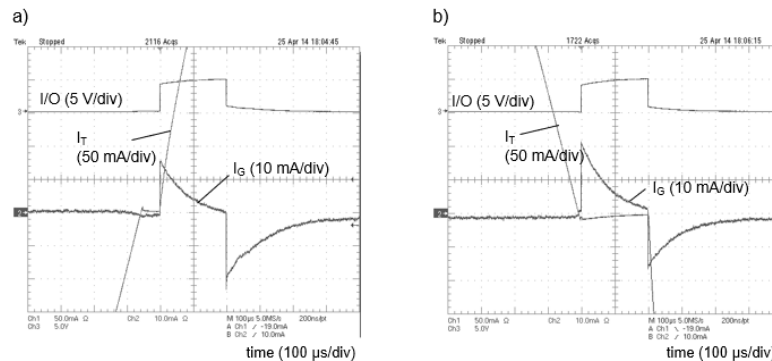 a)
Tek Stopped 2116 Acqs 25 Apr 14 18:04:45
I/O (5 V/div)
3
I_T
(50 mA/div)
I_G (10 mA/div)
2
Ch1 50.0mA Ω Ch2 10.0mA Ω M 100µs 5.0MS/s 200ns/pt
Ch3 5.0V A Ch1 / -19.0mA
B Ch2 / 10.0mA
time (100 µs/div)
b)
Tek Stopped 1722 Acqs 25 Apr 14 18:06:15
I/O (5 V/div)
3
I_T
(50 mA/div)
I_G (10 mA/div)
2
Ch1 50.0mA Ω Ch2 10.0mA Ω M 100µs 5.0MS/s 200ns/pt
Ch3 5.0V A Ch1 \ -19.0mA
B Ch2 / 10.0mA
time (100 µs/div)